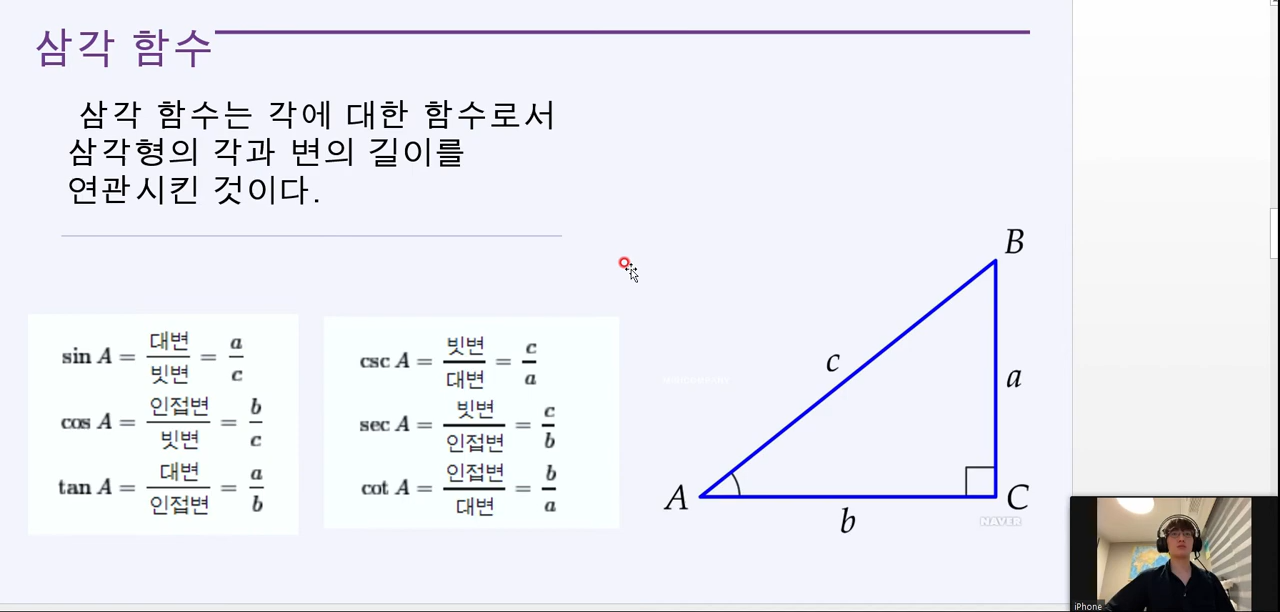 삼각 함수
삼각 함수는 각에 대한 함수로서
삼각형의 각과 변의 길이를
연관시킨 것이다.
sin A = 대변/빗변 = a/c
cos A = 인접변/빗변 = b/c
tan A = 대변/인접변 = a/b
csc A = 빗변/대변 = c/a
sec A = 빗변/인접변 = c/b
cot A = 인접변/대변 = b/a
B
c
a
A
C
b
NAVER
iPhone